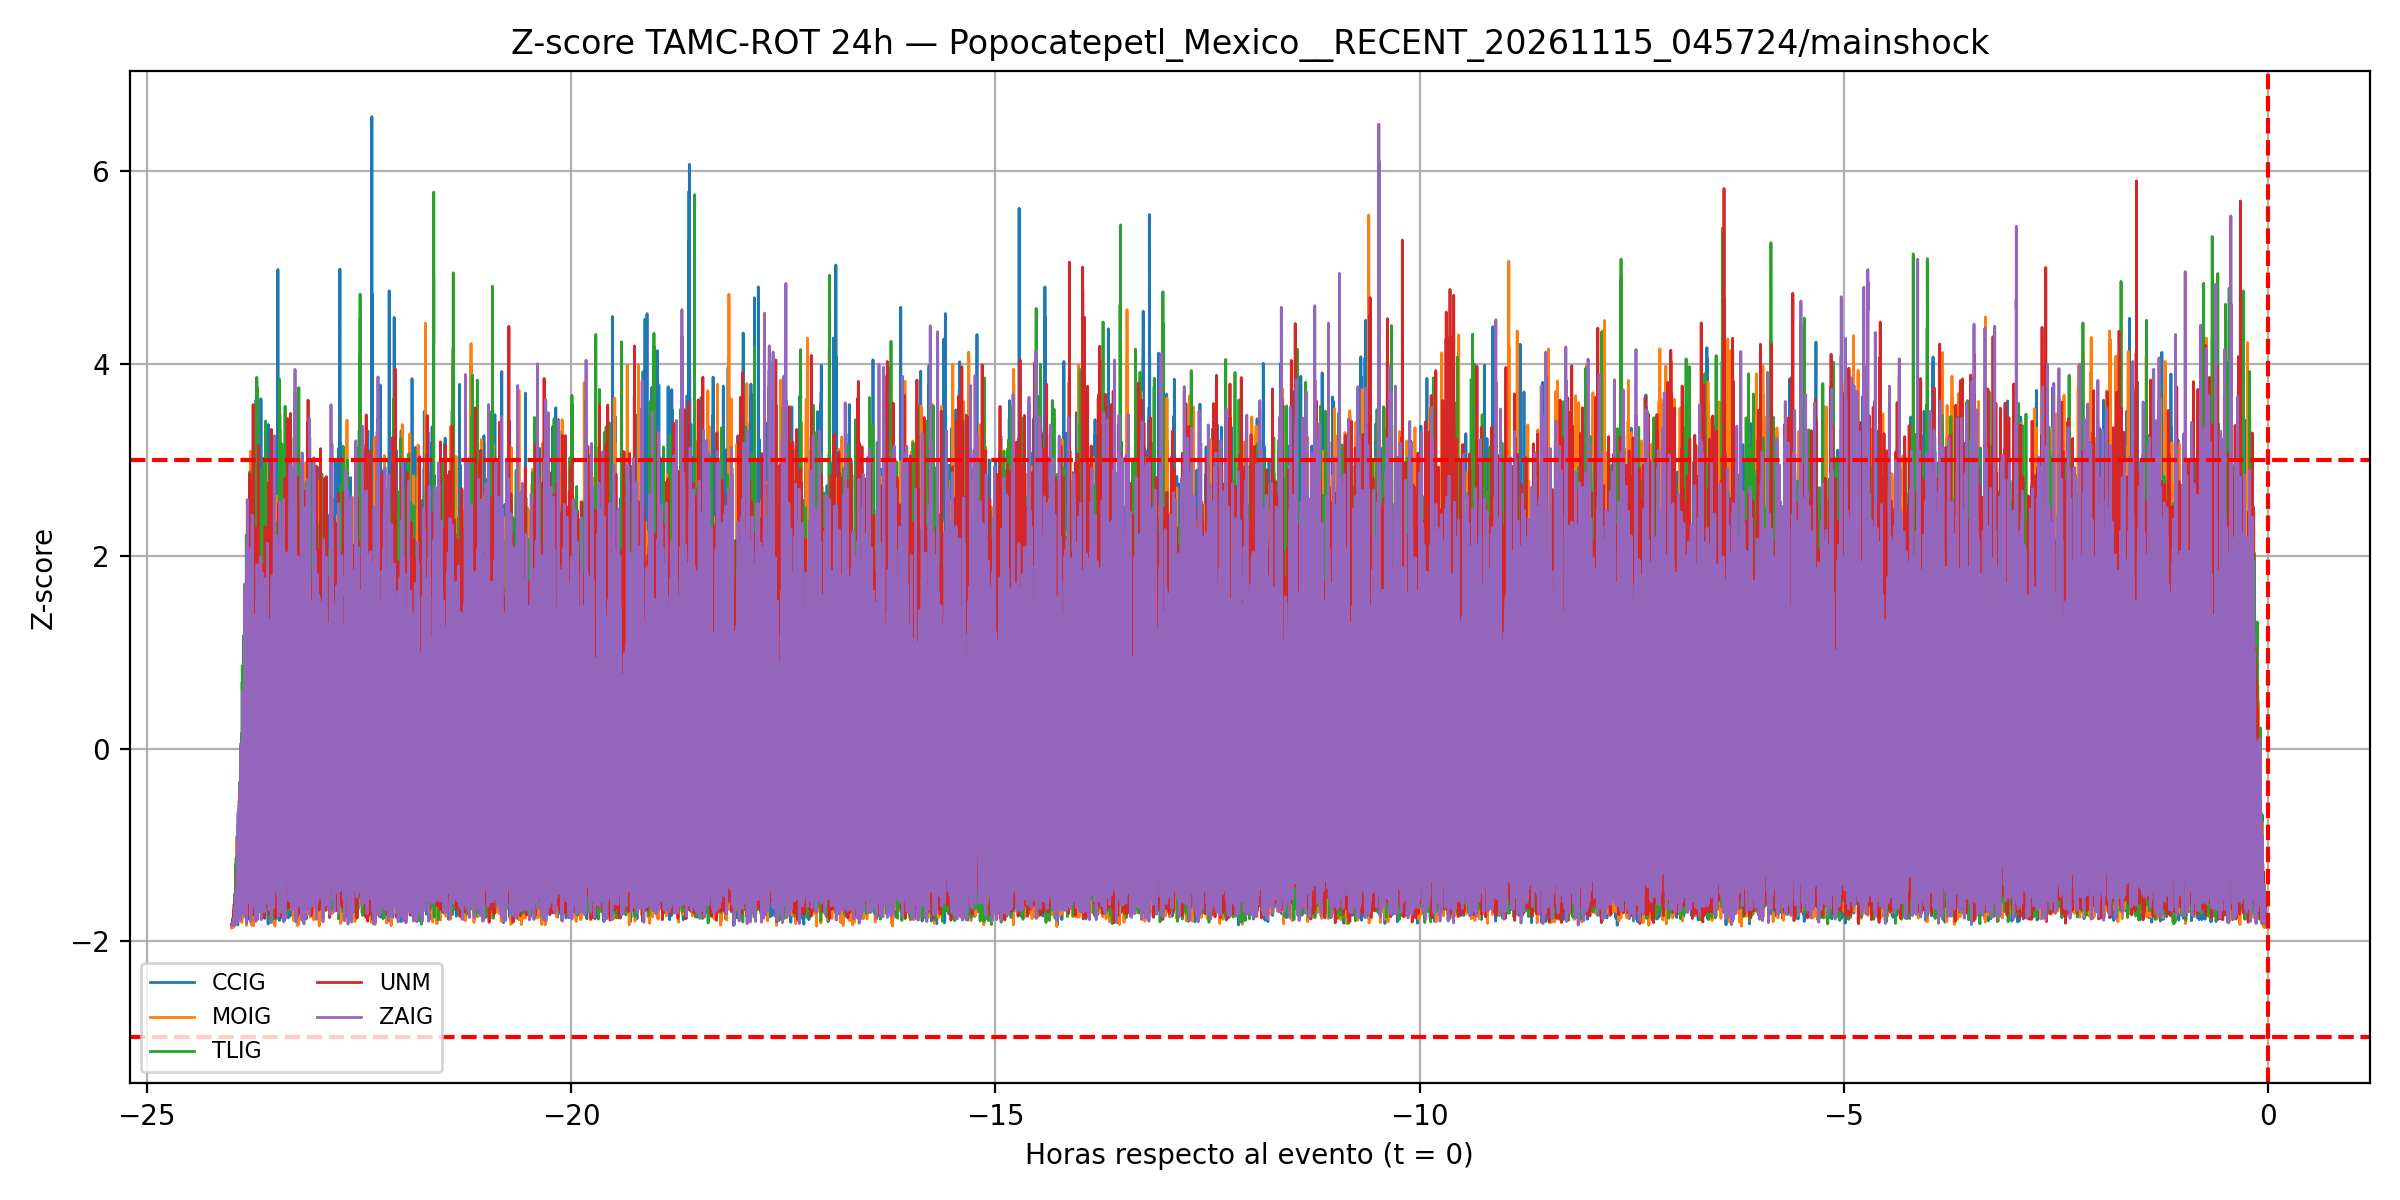 Z-score TAMC-ROT 24h — Popocatepetl_Mexico__RECENT_20261115_045724/mainshock
Z-score
6
4
2
0
−2
CCIG
MOIG
TLIG
UNM
ZAIG
−25
−20
−15
−10
−5
0
Horas respecto al evento (t = 0)